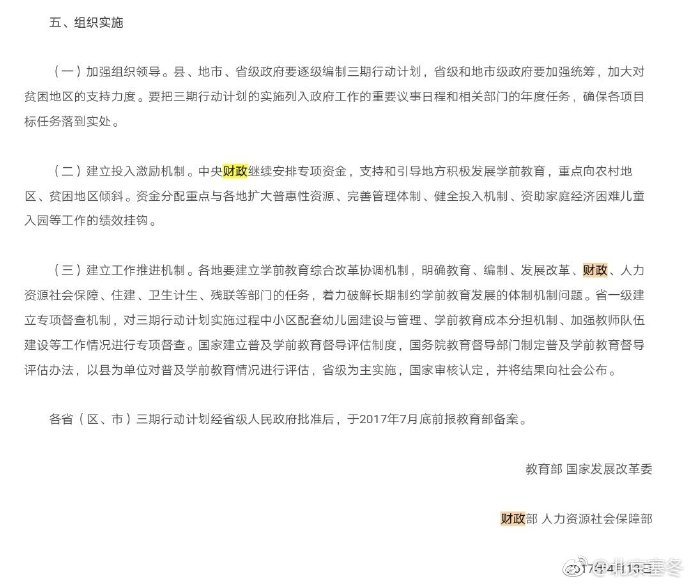 五、组织实施
（一）加强组织领导。县、地市、省级政府要逐级编制三期行动计划，省级和地市级政府要加强统筹，加大对
贫困地区的支持力度。要把三期行动计划的实施列入政府工作的重要议事日程和相关部门的年度任务，确保各项目
标任务落到实处。
（二）建立投入激励机制。中央财政继续安排专项资金，支持和引导地方积极发展学前教育，重点向农村地
区、贫困地区倾斜。资金分配重点与各地扩大普惠性资源、完善管理体制、健全投入机制、资助家庭经济困难儿童
入园等工作的绩效挂钩。
（三）建立工作推进机制。各地要建立学前教育综合改革协调机制，明确教育、编制、发展改革、财政、人力
资源社会保障、住建、卫生计生、残联等部门的任务，着力破解长期制约学前教育发展的体制机制问题。省一级建
立专项督查机制，对三期行动计划实施过程中小区配套幼儿园建设与管理、学前教育成本分担机制、加强教师队伍
建设等工作情况进行专项督查。国家建立普及学前教育督导评估制度，国务院教育督导部门制定普及学前教育督导
评估办法，以县为单位对普及学前教育情况进行评估，省级为主实施，国家审核认定，并将结果向社会公布。
各省（区、市）三期行动计划经省级人民政府批准后，于2017年7月底前报教育部备案。
教育部 国家发展改革委
财政部 人力资源社会保障部
2017年4月13日